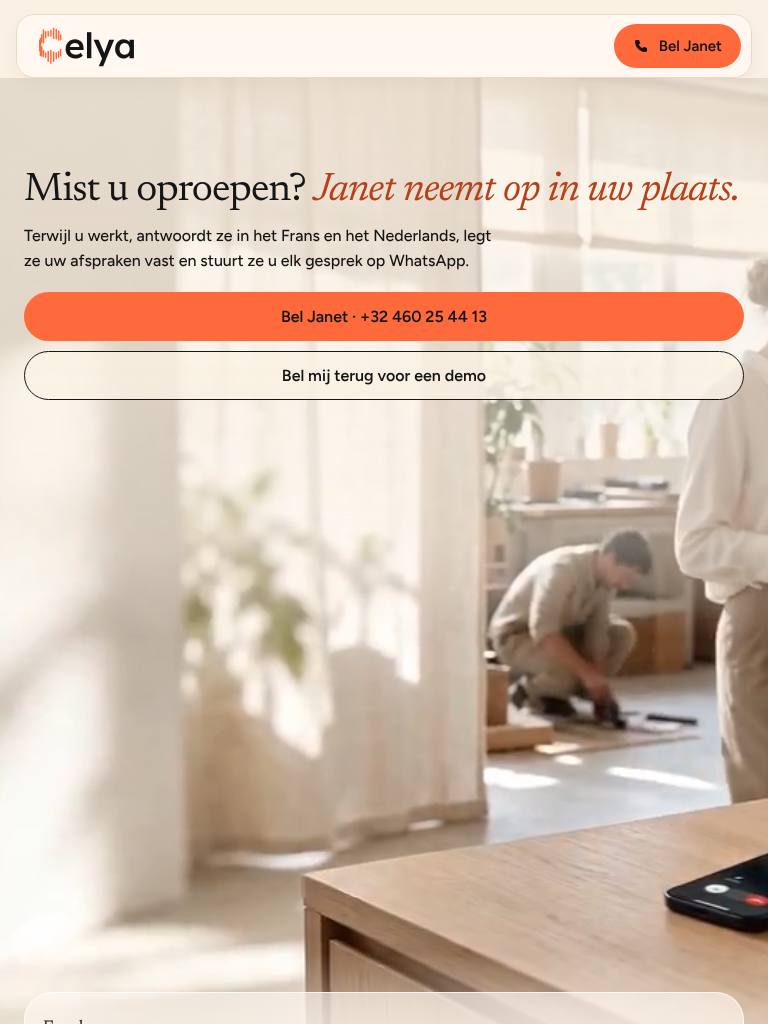 Celya
Bel Janet
Mist u oproepen? Janet neemt op in uw plaats.
Terwijl u werkt, antwoordt ze in het Frans en het Nederlands, legt
ze uw afspraken vast en stuurt ze u elk gesprek op WhatsApp.
Bel Janet · +32 460 25 44 13
Bel mij terug voor een demo